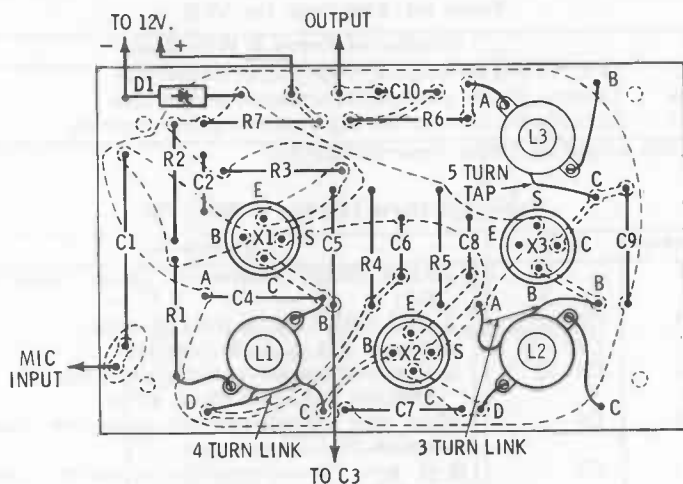 TO 12V.
OUTPUT
- +
D1
C10
A
B
R7
R6
L3
R2
C2
R3
5 TURN
TAP
E
S
C
C1
B
X1
S
C5
C6
C8
E
X3
C
C9
R4
R5
C
A
C4
B
E
A
B
B
R1
B
X2
S
MIC
INPUT
L1
L2
D
C
C7
C
D
C
4 TURN LINK
3 TURN LINK
TO C3